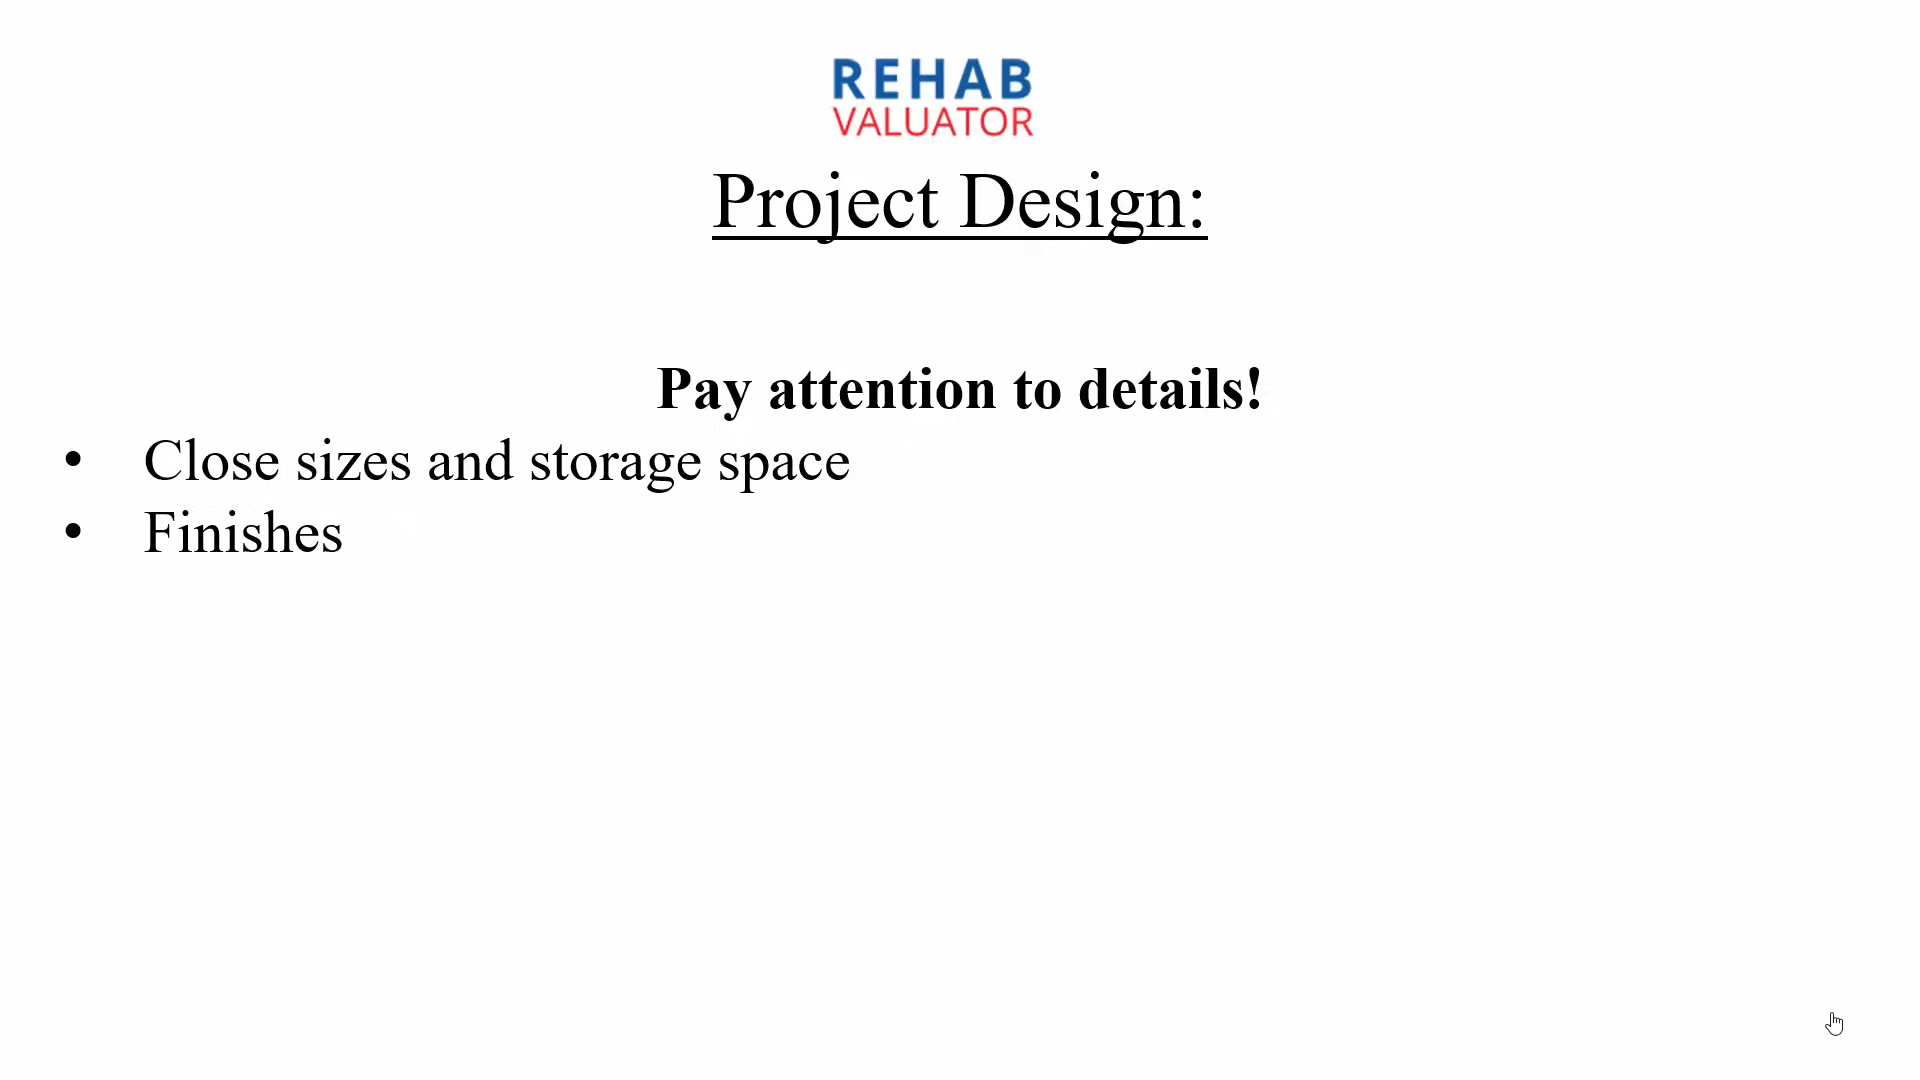 REHAB
VALUATOR
Project Design:
Pay attention to details!
• Close sizes and storage space
• Finishes